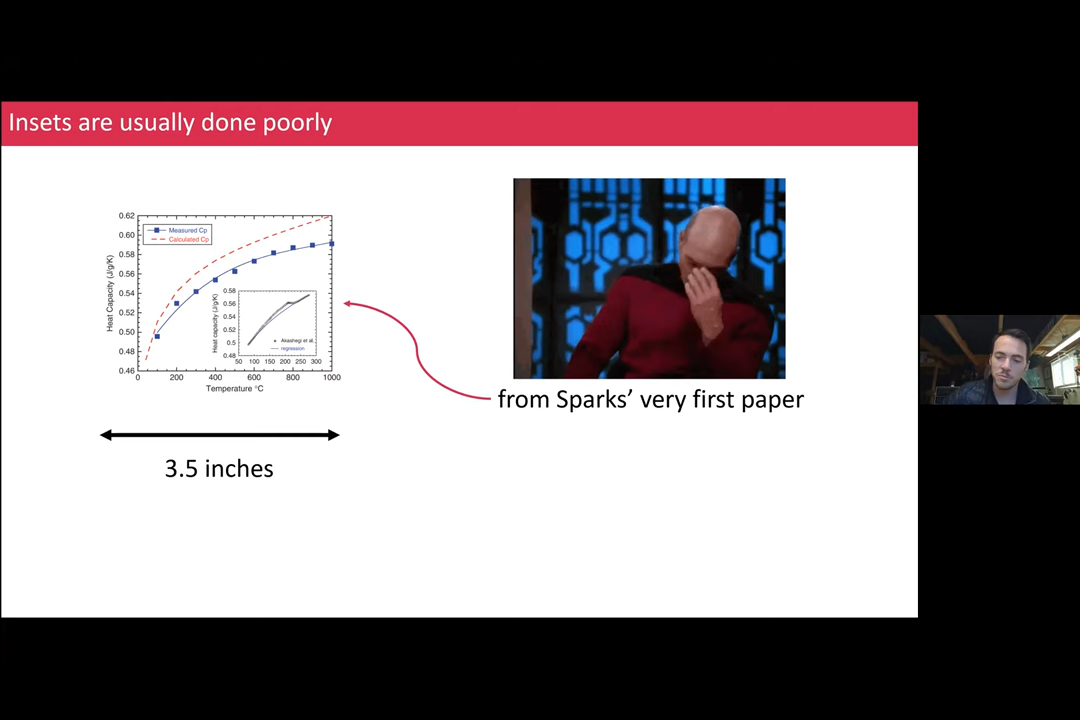 Insets are usually done poorly
0.62
0.60
0.58
0.56
0.54
0.52
0.50
0.48
0.46
Heat Capacity (J/g/K)
Measured Cp
Calculated Cp
0.58
0.56
0.54
0.52
0.5
0.48
Heat capacity (J/g/K)
Akashegi et al.
regression
50 100 150 200 250 300
0 200 400 600 800 1000
Temperature °C
from Sparks’ very first paper
3.5 inches